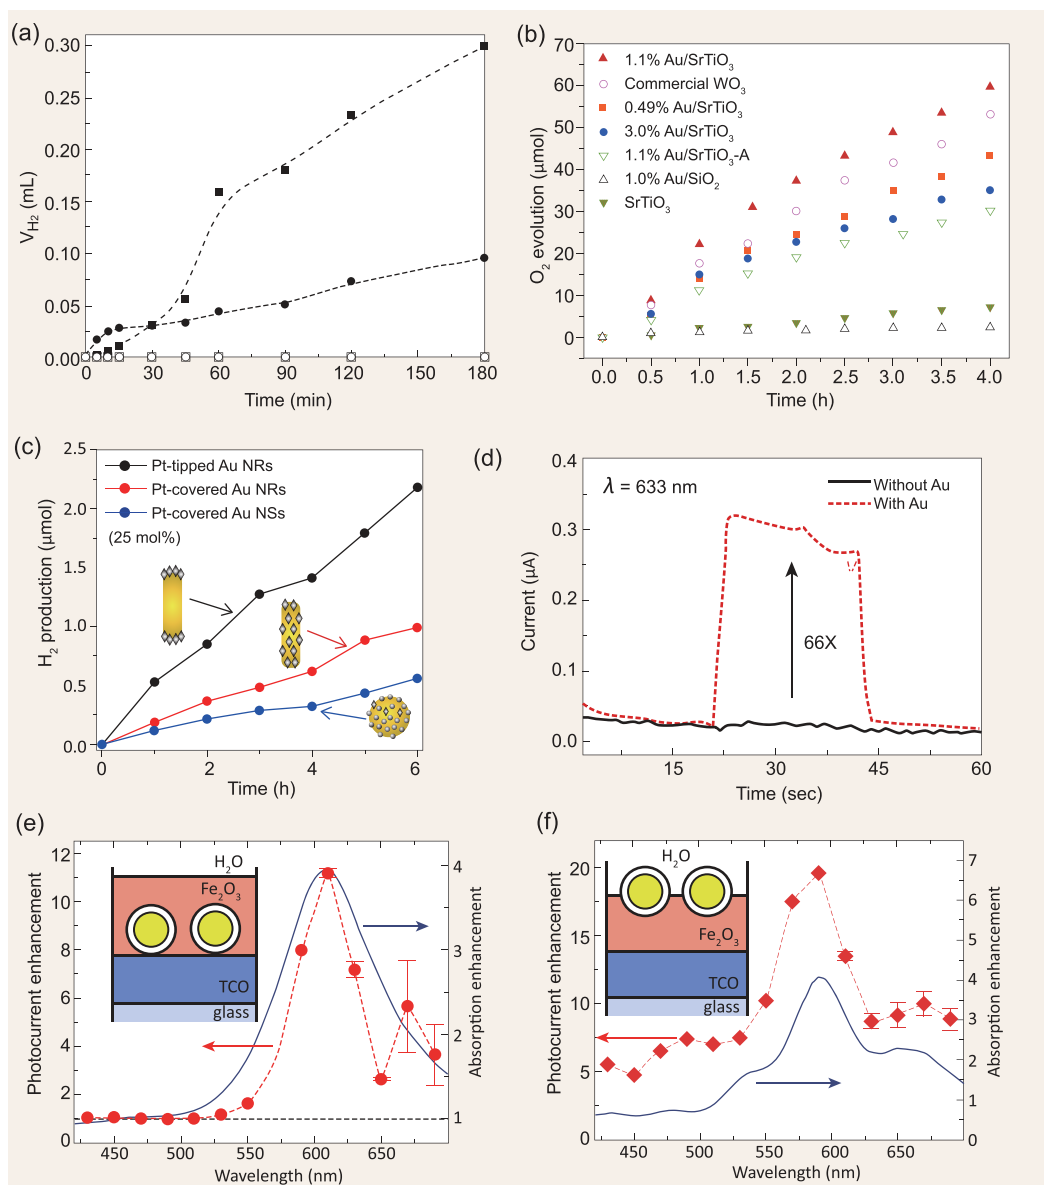 (a)
0.30
0.25
0.20
0.15
0.10
0.05
0.00
V_H2 (mL)
0 30 60 90 120 150 180
Time (min)
(b)
70
60
50
40
30
20
10
0
O2 evolution (μmol)
1.1% Au/SrTiO3
Commercial WO3
0.49% Au/SrTiO3
3.0% Au/SrTiO3
1.1% Au/SrTiO3-A
1.0% Au/SiO2
SrTiO3
0.0 0.5 1.0 1.5 2.0 2.5 3.0 3.5 4.0
Time (h)
(c)
2.5
2.0
1.5
1.0
0.5
0.0
H2 production (μmol)
Pt-tipped Au NRs
Pt-covered Au NRs
Pt-covered Au NSs
(25 mol%)
0 2 4 6
Time (h)
(d)
0.4
0.3
0.2
0.1
0.0
Current (μA)
λ = 633 nm
Without Au
With Au
66X
15 30 45 60
Time (sec)
(e)
12
10
8
6
4
2
0
Photocurrent enhancement
H2O
Fe2O3
TCO
glass
4
3
2
1
Absorption enhancement
450 500 550 600 650
Wavelength (nm)
(f)
20
15
10
5
0
Photocurrent enhancement
H2O
Fe2O3
TCO
glass
7
6
5
4
3
2
1
0
Absorption enhancement
450 500 550 600 650
Wavelength (nm)